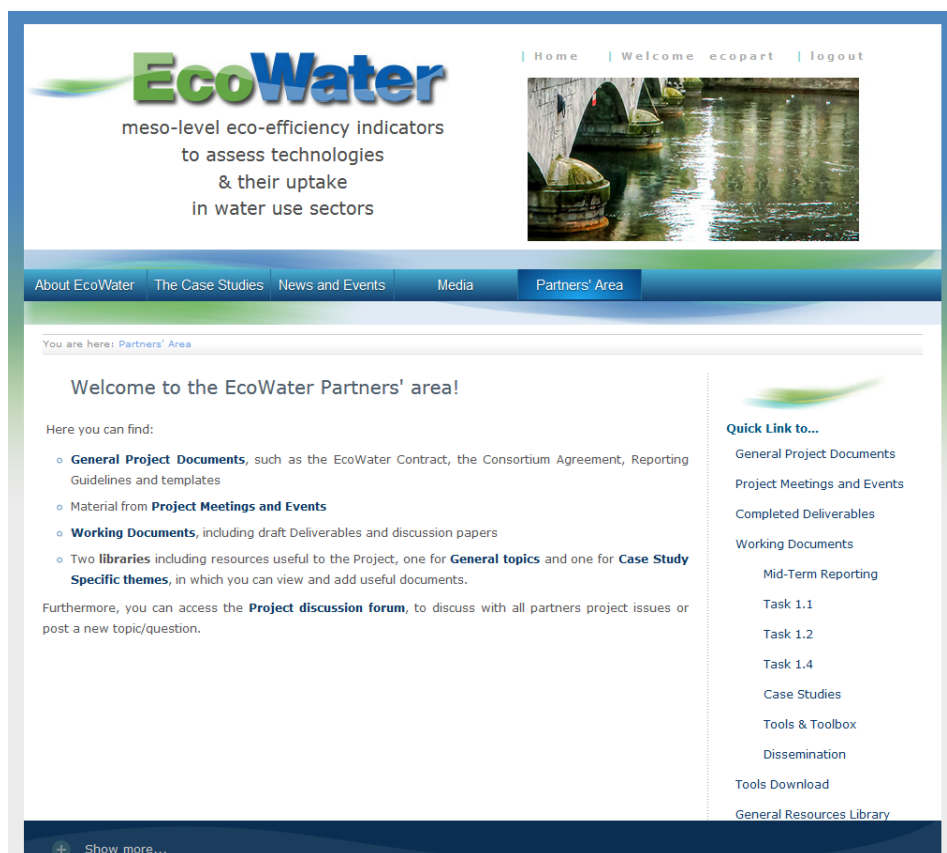 EcoWater
meso-level eco-efficiency indicators
to assess technologies
& their uptake
in water use sectors
| Home | Welcome ecopart | logout
About EcoWater The Case Studies News and Events Media Partners' Area
You are here: Partners' Area
Welcome to the EcoWater Partners' area!
Here you can find:
General Project Documents, such as the EcoWater Contract, the Consortium Agreement, Reporting
Guidelines and templates
Material from Project Meetings and Events
Working Documents, including draft Deliverables and discussion papers
Two libraries including resources useful to the Project, one for General topics and one for Case Study
Specific themes, in which you can view and add useful documents.
Furthermore, you can access the Project discussion forum, to discuss with all partners project issues or
post a new topic/question.
Quick Link to...
General Project Documents
Project Meetings and Events
Completed Deliverables
Working Documents
Mid-Term Reporting
Task 1.1
Task 1.2
Task 1.4
Case Studies
Tools & Toolbox
Dissemination
Tools Download
General Resources Library
Show more...